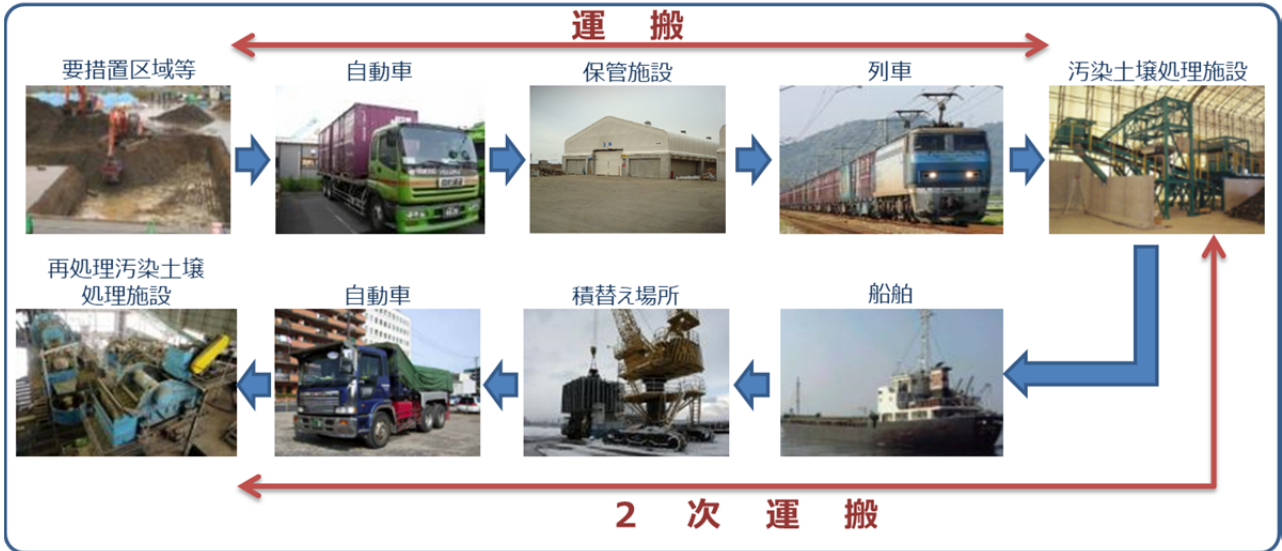 運 搬
要措置区域等
自動車
保管施設
列車
汚染土壌処理施設
再処理汚染土壌
処理施設
自動車
積替え場所
船舶
2 次 運 搬